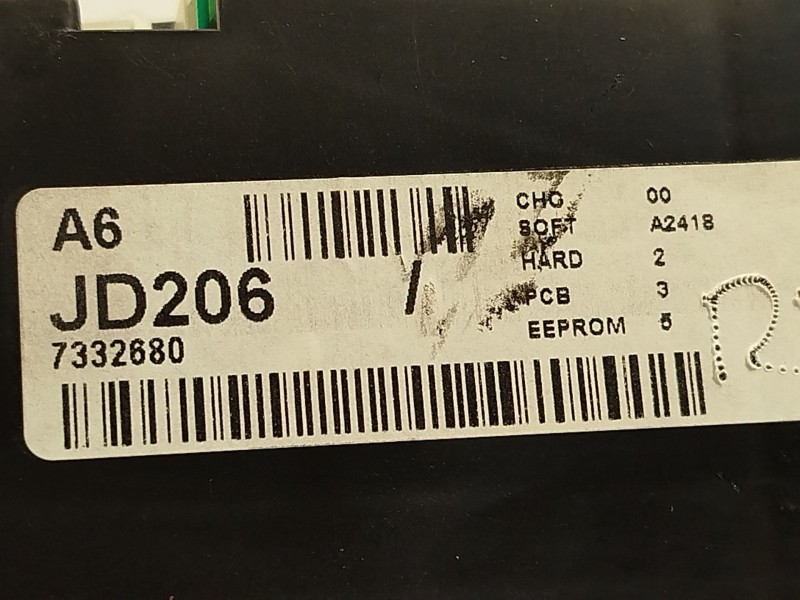 A6
JD206 /
7332680
CHG 00
SOFT A2418
HARD 2
PCB 3
EEPROM 5